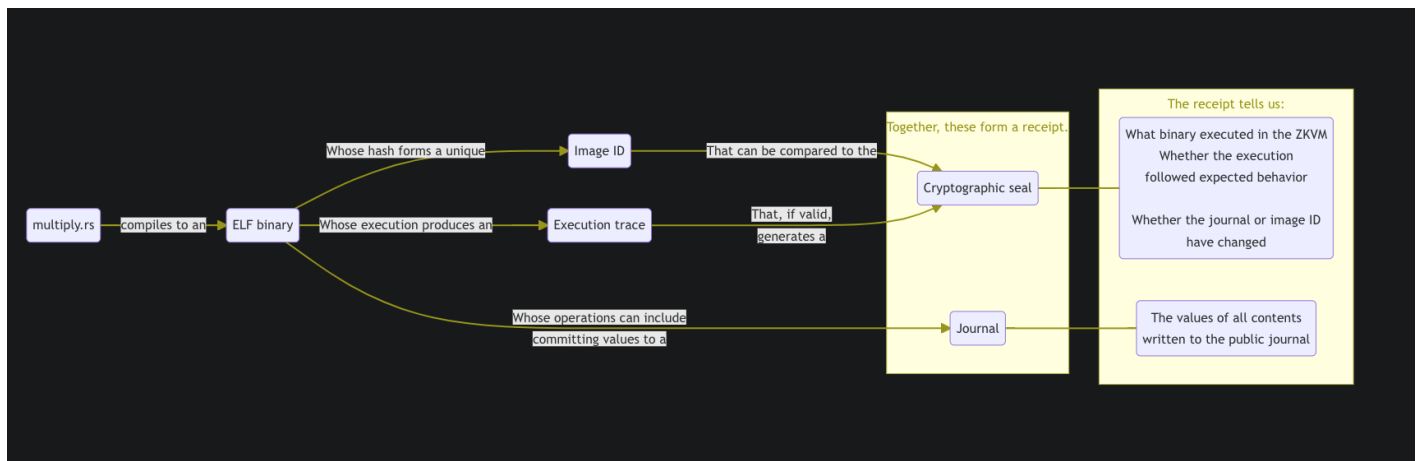 The receipt tells us:
Together, these form a receipt.
What binary executed in the ZKVM
Whether the execution
followed expected behavior
Whether the journal or image ID
have changed
Whose hash forms a unique
Image ID
That can be compared to the
Cryptographic seal
multiply.rs
compiles to an
ELF binary
Whose execution produces an
Execution trace
That, if valid,
generates a
Whose operations can include
committing values to a
Journal
The values of all contents
written to the public journal